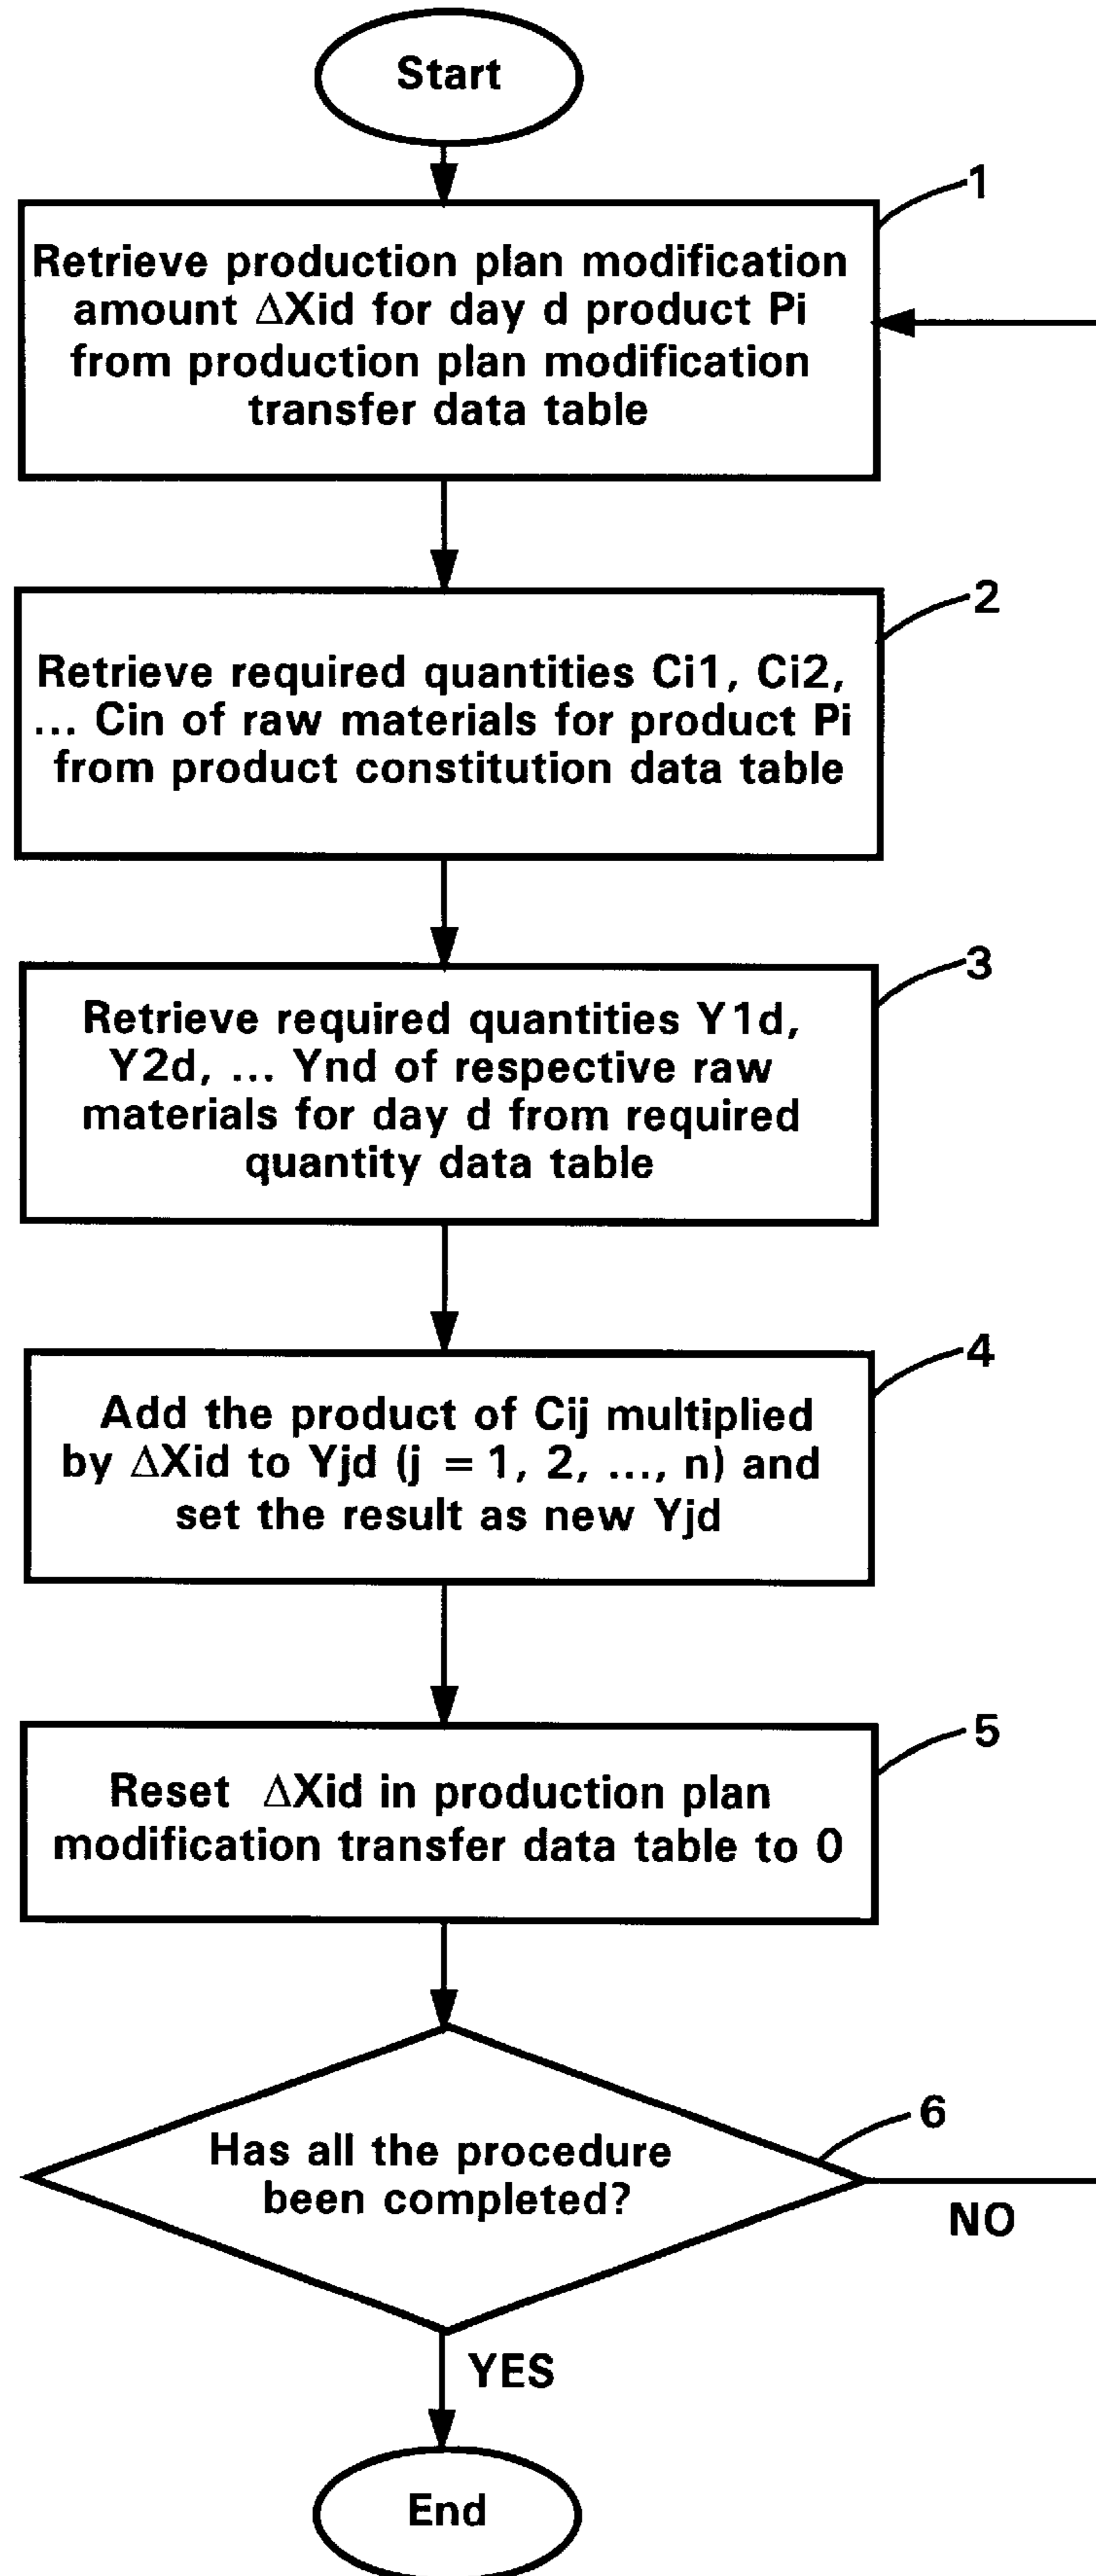 Start
1
Retrieve production plan modification
amount ΔXid for day d product Pi
from production plan modification
transfer data table
2
Retrieve required quantities Ci1, Ci2,
... Cin of raw materials for product Pi
from product constitution data table
3
Retrieve required quantities Y1d,
Y2d, ... Ynd of respective raw
materials for day d from required
quantity data table
4
Add the product of Cij multiplied
by ΔXid to Yjd (j = 1, 2, ..., n) and
set the result as new Yjd
5
Reset ΔXid in production plan
modification transfer data table to 0
6
Has all the procedure
been completed?
NO
YES
End